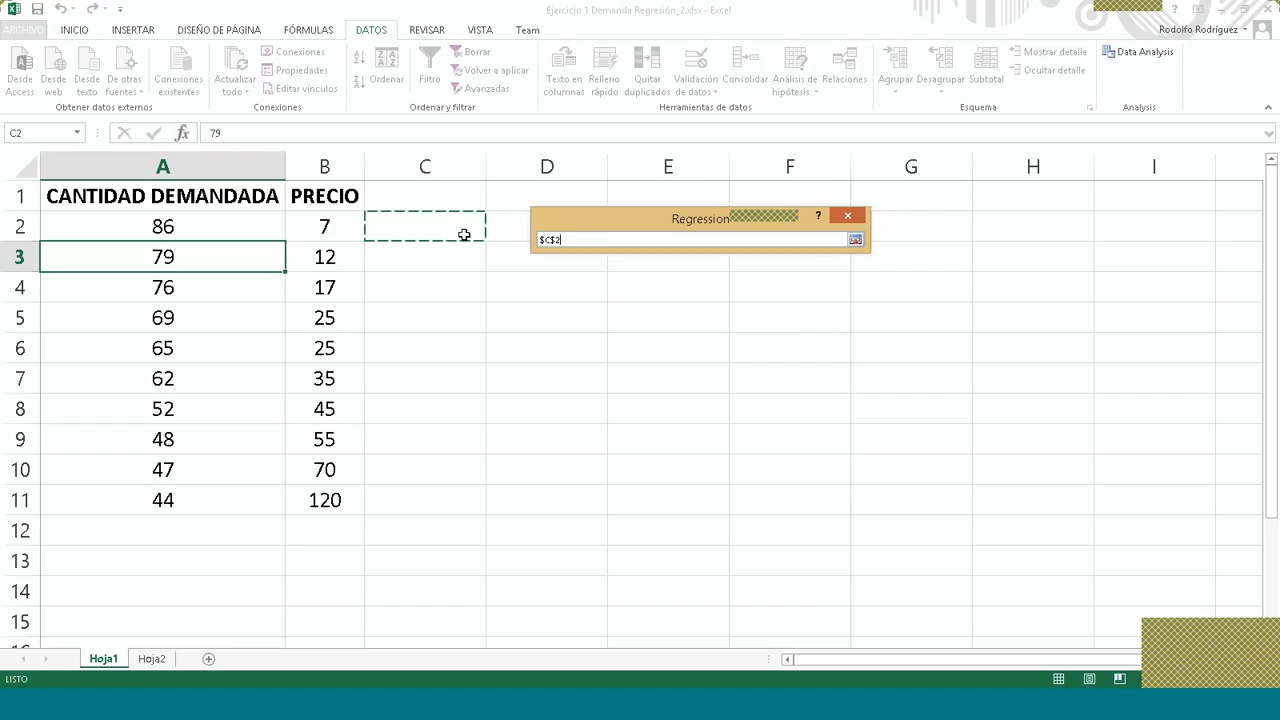 Ejercicio 1 Demanda Regresión_2.xlsx - Excel
ARCHIVO INICIO INSERTAR DISEÑO DE PÁGINA FÓRMULAS DATOS REVISAR VISTA Team
Rodolfo Rodríguez
Desde Access
Desde web
Desde texto
De otras fuentes
Conexiones existentes
Obtener datos externos
Actualizar todo
Conexiones
Propiedades
Editar vínculos
Conexiones
Ordenar
Filtro
Borrar
Volver a aplicar
Avanzadas
Ordenar y filtrar
Texto en columnas
Relleno rápido
Quitar duplicados
Validación de datos
Consolidar
Análisis de hipótesis
Relaciones
Herramientas de datos
Agrupar
Desagrupar
Subtotal
Mostrar detalle
Ocultar detalle
Esquema
Data Analysis
Analysis
C2 fx 79
A B C D E F G H I
1 CANTIDAD DEMANDADA PRECIO
2 86 7
3 79 12
4 76 17
5 69 25
6 65 25
7 62 35
8 52 45
9 48 55
10 47 70
11 44 120
12
13
14
15
Regression ?
$C$2
Hoja1 Hoja2
LISTO